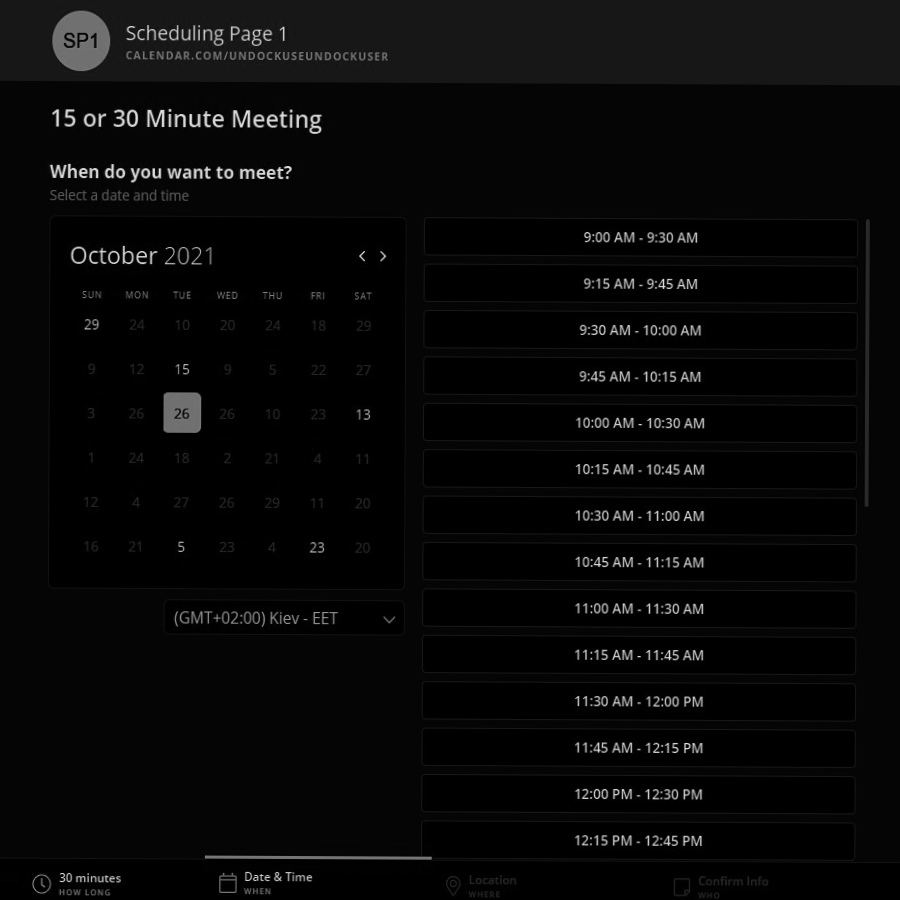 SP1
Scheduling Page 1
CALENDAR.COM/UNDOCKUSEUNDOCKUSER
15 or 30 Minute Meeting
When do you want to meet?
Select a date and time
October 2021
SUN MON TUE WED THU FRI SAT
29 24 10 20 24 18 29
9 12 15 9 5 22 27
3 26 26 26 10 23 13
1 24 18 2 21 4 11
12 4 27 26 29 11 20
16 21 5 23 4 23 20
(GMT+02:00) Kiev - EET
9:00 AM - 9:30 AM
9:15 AM - 9:45 AM
9:30 AM - 10:00 AM
9:45 AM - 10:15 AM
10:00 AM - 10:30 AM
10:15 AM - 10:45 AM
10:30 AM - 11:00 AM
10:45 AM - 11:15 AM
11:00 AM - 11:30 AM
11:15 AM - 11:45 AM
11:30 AM - 12:00 PM
11:45 AM - 12:15 PM
12:00 PM - 12:30 PM
12:15 PM - 12:45 PM
30 minutes
HOW LONG
Date & Time
WHEN
Location
WHERE
Confirm Info
WHO